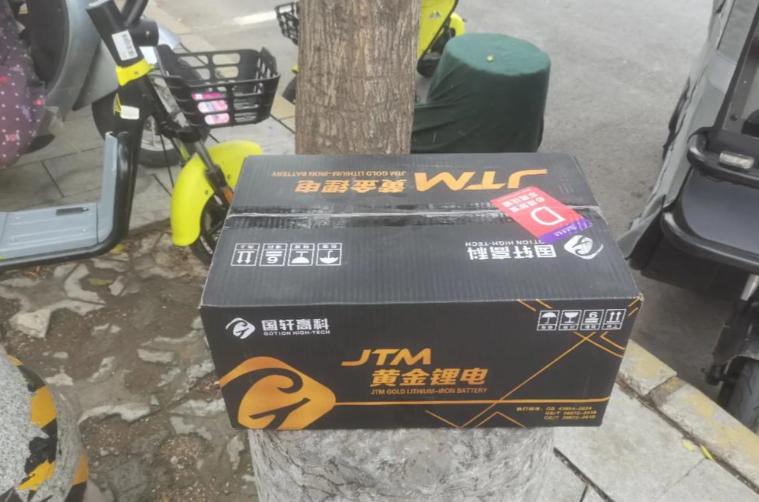 JTM
黄金锂电
JTM GOLD LITHIUM-IRON BATTERY
D
国轩高科
GOTION HIGH-TECH
国轩高科
GOTION HIGH-TECH
JTM
黄金锂电
JTM GOLD LITHIUM-IRON BATTERY